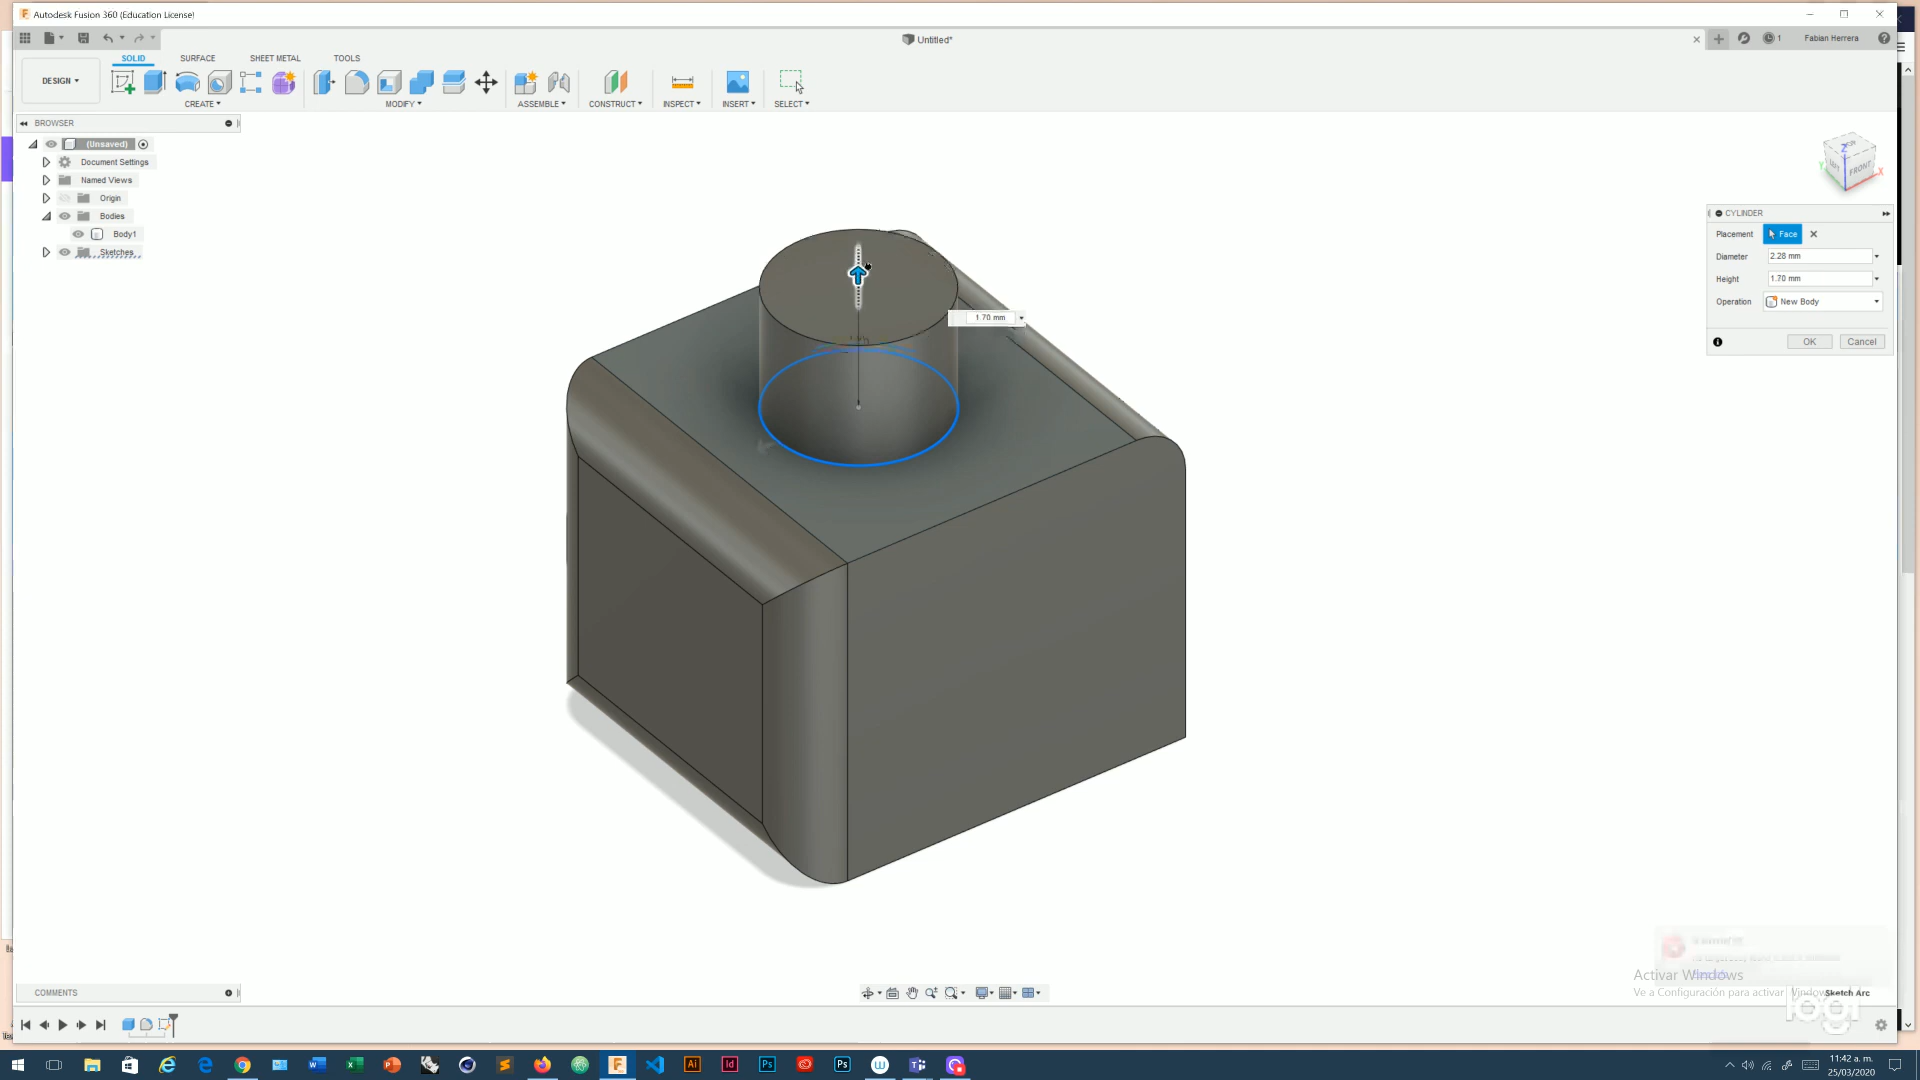 Autodesk Fusion 360 (Education License)
Untitled*
1
Fabian Herrera
SOLID
SURFACE
SHEET METAL
TOOLS
DESIGN
CREATE
MODIFY
ASSEMBLE
CONSTRUCT
INSPECT
INSERT
SELECT
BROWSER
(Unsaved)
Document Settings
Named Views
Origin
Bodies
Body1
Sketches
Z
X
Y
FRONT
CYLINDER
Placement
Face
Diameter
2.28 mm
Height
1.70 mm
Operation
New Body
OK
Cancel
1.70 mm
Activar Windows
Ve a Configuración para activar
Sketch Arc
logi
COMMENTS
11:42 a. m.
25/03/2020